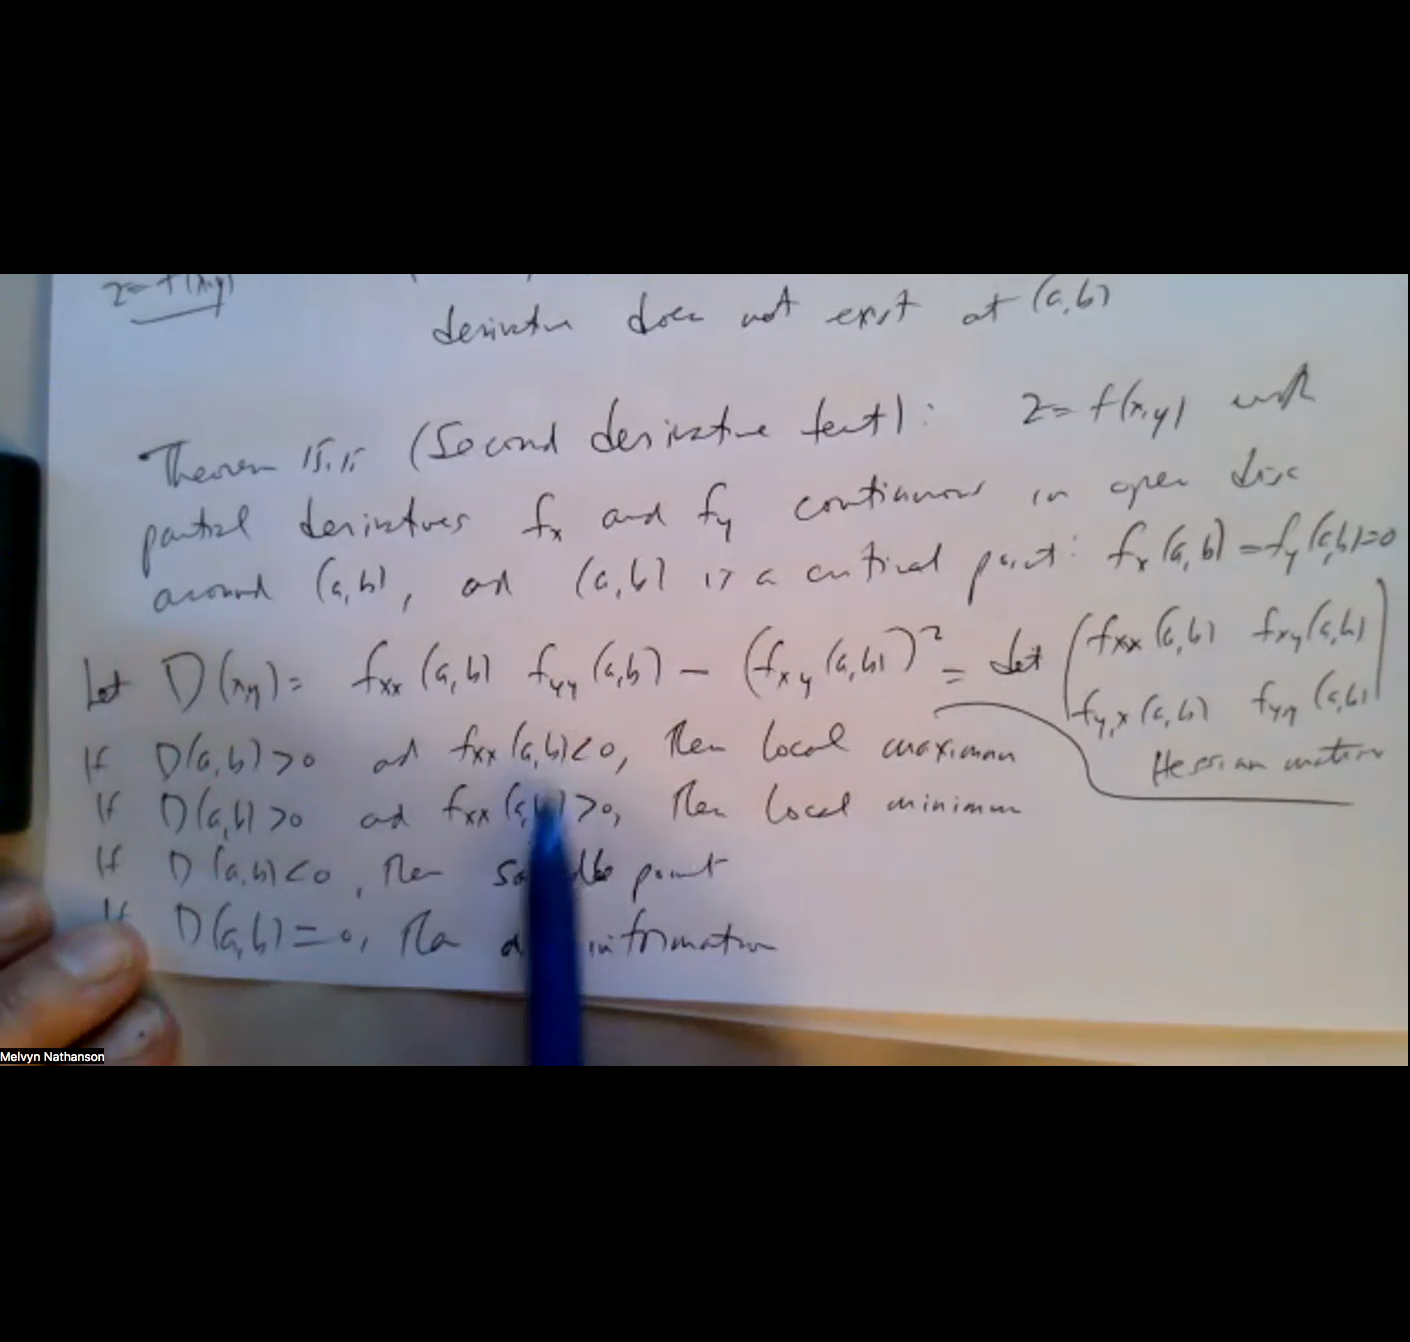 z=f(x,y)
derivative does not exist at (a,b)
Theorem 15.15 (Second derivative test): z=f(x,y) with
partial derivatives fx and fy continuous in open disc
around (a,b), and (a,b) is a critical point: fx(a,b)=fy(a,b)=0
Let D(xy)= fxx(a,b) fyy(a,b) - (fxy(a,b))² = det (fxx(a,b) fxy(a,b)
fy,x(a,b) fyy(a,b))
If D(a,b)>0 and fxx(a,b)<0, then local maximum
Hessian matrix
If D(a,b)>0 and fxx(a,b)>0, then local minimum
If D(a,b)<0, then saddle point
If D(a,b)=0, then information
Melvyn Nathanson